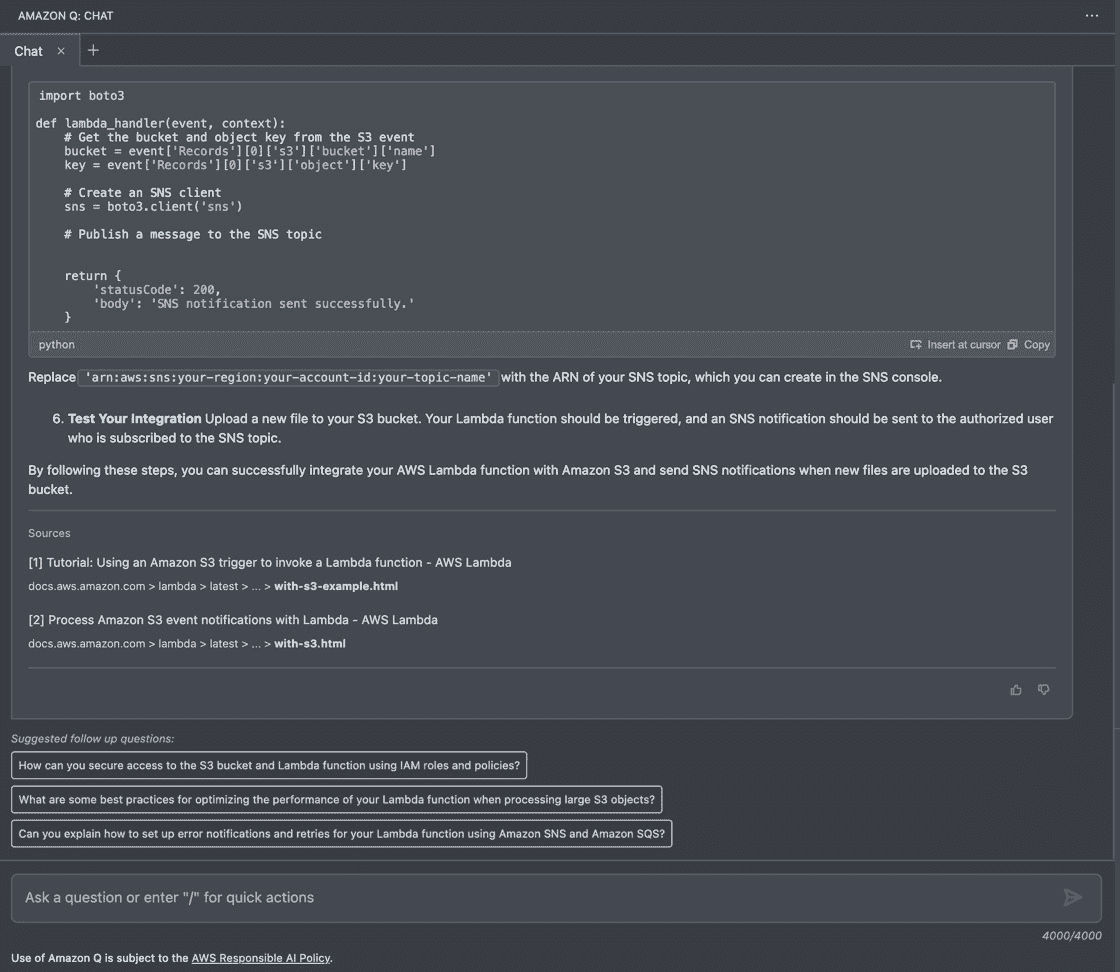 AMAZON Q: CHAT
Chat
import boto3
def lambda_handler(event, context):
# Get the bucket and object key from the S3 event
bucket = event['Records'][0]['s3']['bucket']['name']
key = event['Records'][0]['s3']['object']['key']
# Create an SNS client
sns = boto3.client('sns')
# Publish a message to the SNS topic
return {
'statusCode': 200,
'body': 'SNS notification sent successfully.'
}
python
Insert at cursor Copy
Replace 'arn:aws:sns:your-region:your-account-id:your-topic-name' with the ARN of your SNS topic, which you can create in the SNS console.
6. Test Your Integration Upload a new file to your S3 bucket. Your Lambda function should be triggered, and an SNS notification should be sent to the authorized user
who is subscribed to the SNS topic.
By following these steps, you can successfully integrate your AWS Lambda function with Amazon S3 and send SNS notifications when new files are uploaded to the S3
bucket.
Sources
[1] Tutorial: Using an Amazon S3 trigger to invoke a Lambda function - AWS Lambda
docs.aws.amazon.com > lambda > latest > ... > with-s3-example.html
[2] Process Amazon S3 event notifications with Lambda - AWS Lambda
docs.aws.amazon.com > lambda > latest > ... > with-s3.html
Suggested follow up questions:
How can you secure access to the S3 bucket and Lambda function using IAM roles and policies?
What are some best practices for optimizing the performance of your Lambda function when processing large S3 objects?
Can you explain how to set up error notifications and retries for your Lambda function using Amazon SNS and Amazon SQS?
Ask a question or enter "/" for quick actions
4000/4000
Use of Amazon Q is subject to the AWS Responsible AI Policy.